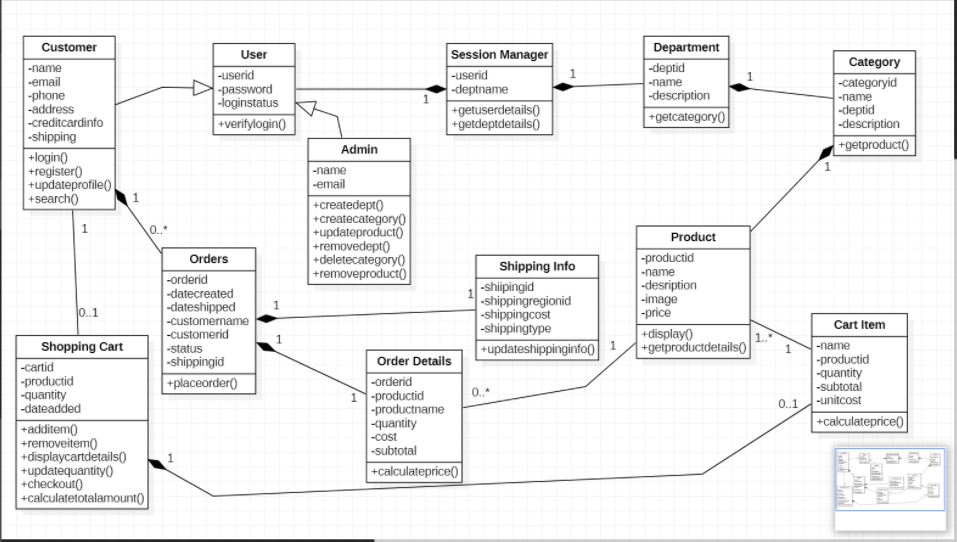 Customer
-name
-email
-phone
-address
-creditcardinfo
-shipping
+login()
+register()
+updateprofile()
+search()
User
-userid
-password
-loginstatus
+verifylogin()
Session Manager
-userid
-deptname
+getuserdetails()
+getdeptdetails()
Department
-deptid
-name
-description
+getcategory()
Category
-categoryid
-name
-deptid
-description
+getproduct()
Admin
-name
-email
+createdept()
+createcategory()
+updateproduct()
+removedept()
+deletecategory()
+removeproduct()
1
1
1
1
1
0..*
1
0..1
Orders
-orderid
-datecreated
-dateshipped
-customername
-customerid
-status
-shippingid
+placeorder()
1
1
1
1
Shipping Info
-shiipingid
-shippingregionid
-shippingcost
-shippingtype
+updateshippinginfo()
Product
-productid
-name
-desription
-image
-price
+display()
+getproductdetails()
1..*
1
1
0..*
Cart Item
-name
-productid
-quantity
-subtotal
-unitcost
+calculateprice()
0..1
Order Details
-orderid
-productid
-productname
-quantity
-cost
-subtotal
+calculateprice()
Shopping Cart
-cartid
-productid
-quantity
-dateadded
+additem()
+removeitem()
+displaycartdetails()
+updatequantity()
+checkout()
+calculatetotalamount()
1